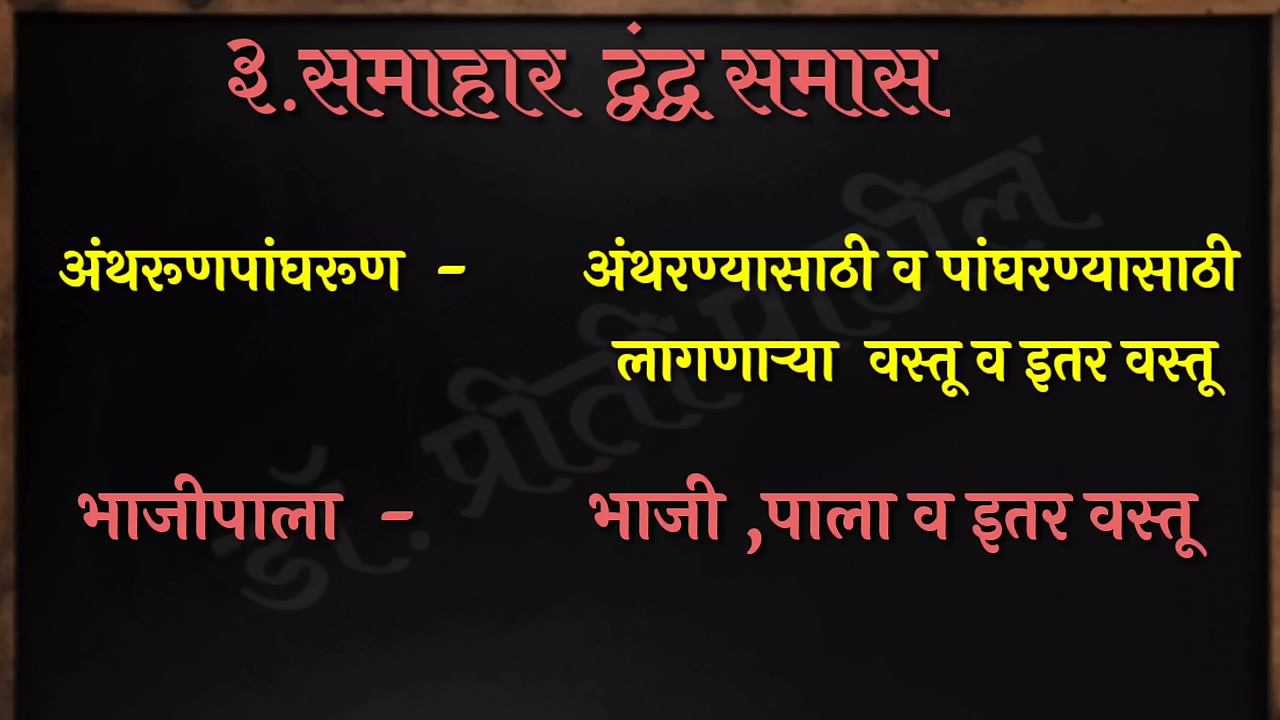 ३.समाहार द्वंद्व समास
अंथरूणपांघरूण - अंथरण्यासाठी व पांघरण्यासाठी
लागणाऱ्या वस्तू व इतर वस्तू
भाजीपाला - भाजी ,पाला व इतर वस्तू
डॉ. प्रीती पाटील